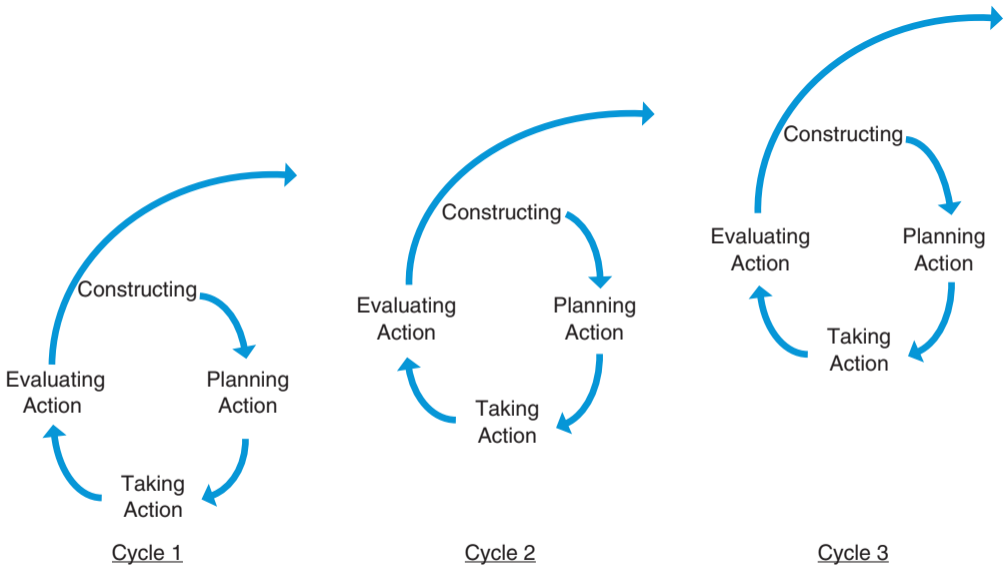 Constructing
Evaluating
Action
Planning
Action
Taking
Action
Cycle 1
Constructing
Evaluating
Action
Planning
Action
Taking
Action
Cycle 2
Constructing
Evaluating
Action
Planning
Action
Taking
Action
Cycle 3